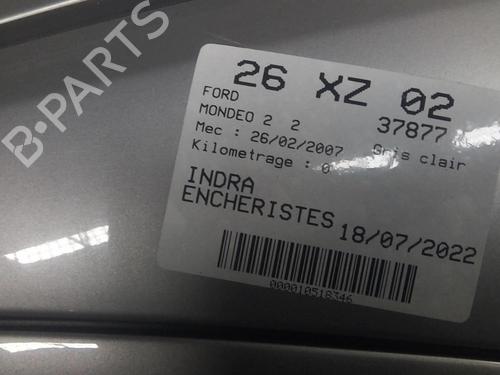 B-PARTS
26 XZ 02
FORD 37877
MONDEO 2 2 Gris clair
Mec : 26/02/2007
Kilometrage : 0
INDRA
ENCHERISTES 18/07/2022
000010518346